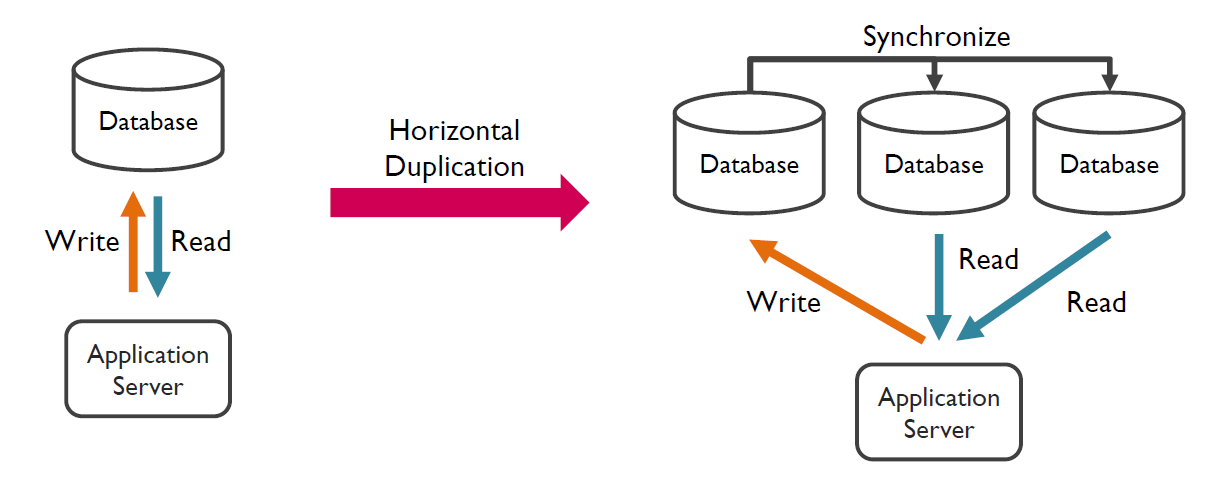 Database
Write
Read
Application
Server
Horizontal
Duplication
Synchronize
Database
Database
Database
Write
Read
Read
Application
Server